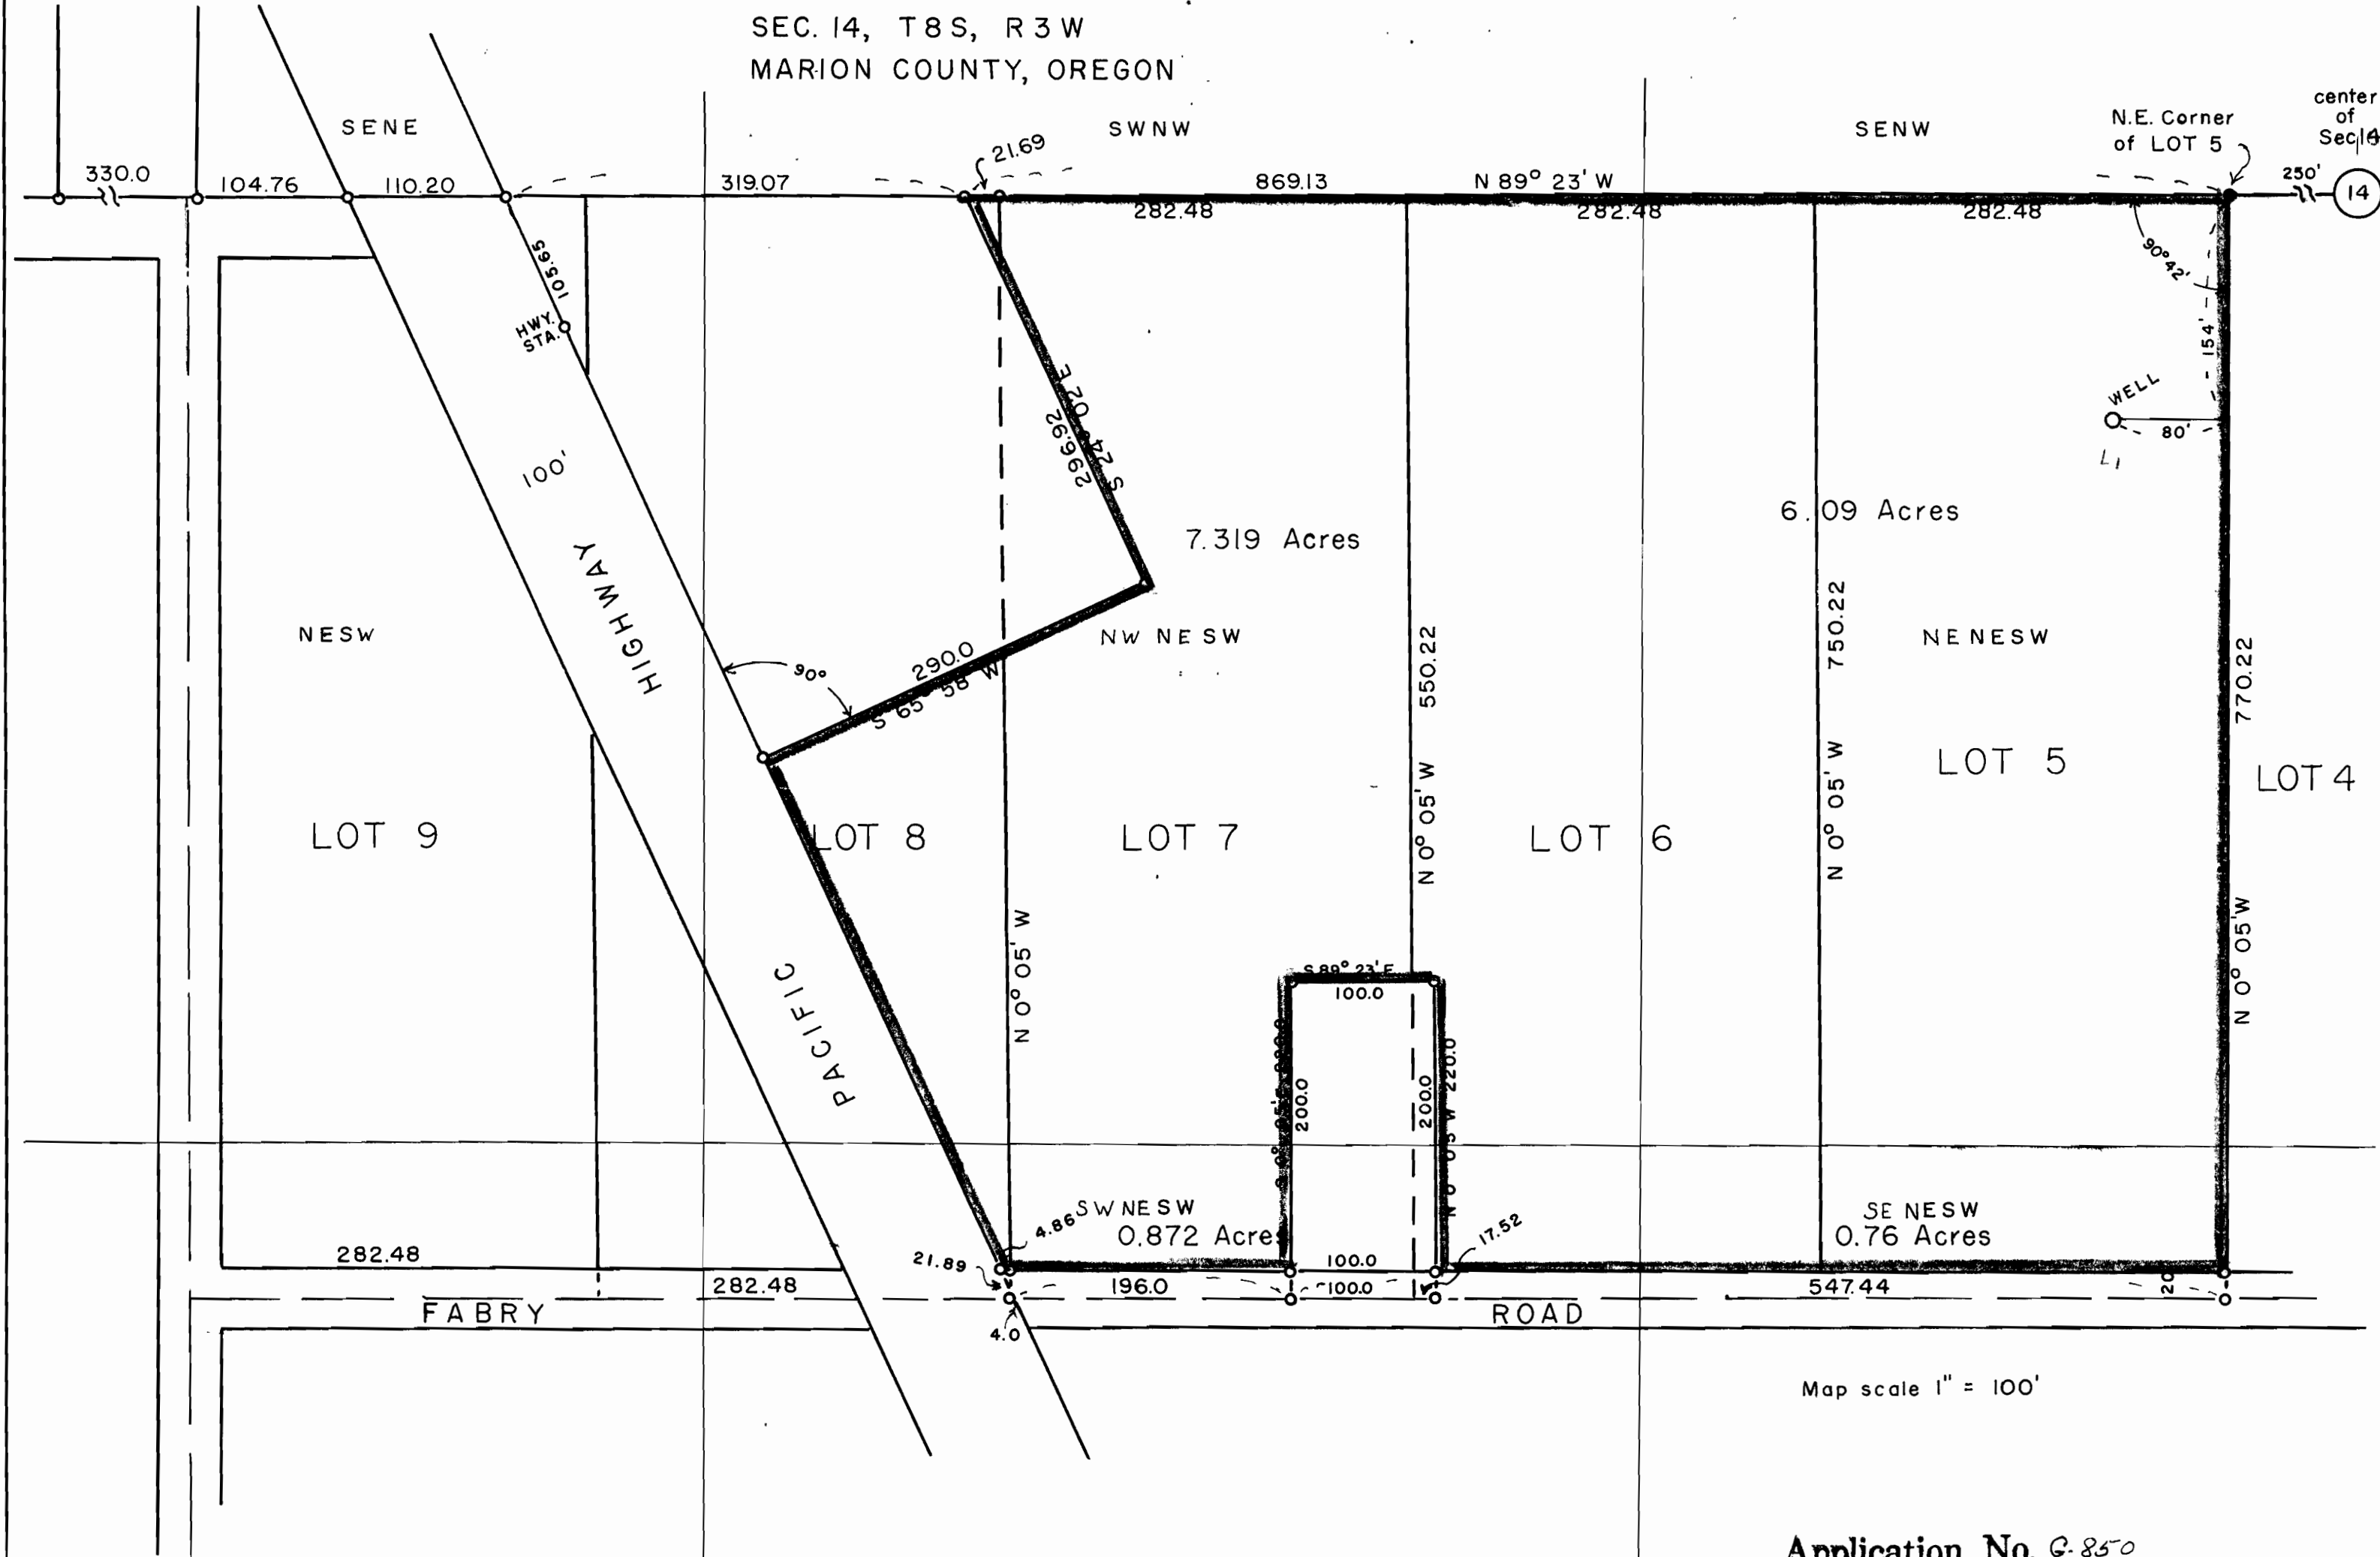 SEC. 14, T8S, R3W
MARION COUNTY, OREGON
SENE
SWNW
SENW
N.E. Corner
of LOT 5
center
of
Sec 14
330.0
104.76
110.20
319.07
21.69
869.13
N 89° 23' W
250'
14
282.48
282.48
282.48
105.65
HWY.
STA.
90° 42'
154'
WELL
80'
L1
S 24° 02 E
296.92
100'
HIGHWAY
7.319 Acres
6.09 Acres
NESW
NW NESW
NE NESW
290.0
S 65° 58' W
90°
550.22
750.22
770.22
LOT 9
LOT 8
LOT 7
LOT 6
LOT 5
LOT 4
N 0° 05' W
N 0° 05' W
N 0° 05' W
N 0° 05' W
PACIFIC
S 89° 23' E
100.0
200.0
200.0
N 0° 05' W 220.0
SW NESW
0.872 Acres
SE NESW
0.76 Acres
4.86
17.52
21.89
282.48
282.48
100.0
196.0
100.0
547.44
20
4.0
FABRY
ROAD
Map scale 1" = 100'
Application No. G-850